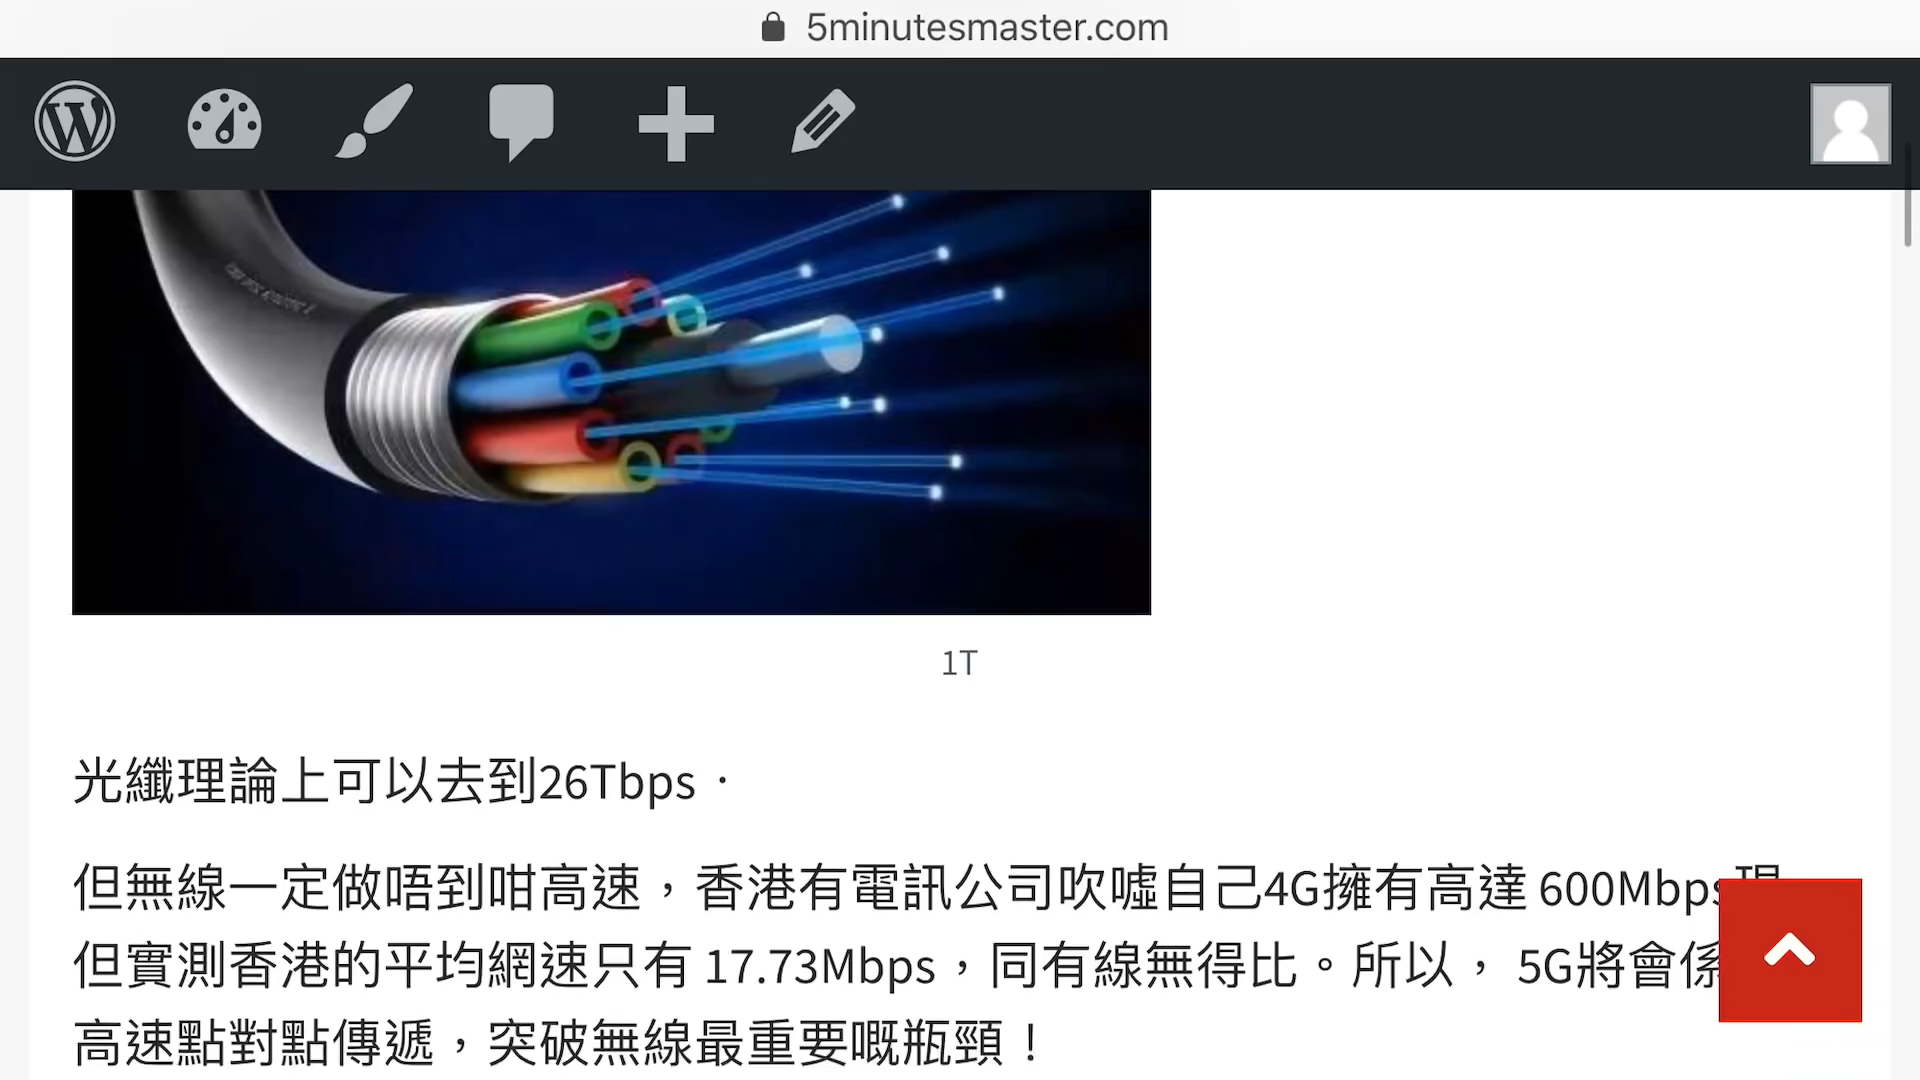 5minutesmaster.com
1T
光纖理論上可以去到26Tbps．
但無線一定做唔到咁高速，香港有電訊公司吹噓自己4G擁有高達 600Mbps
但實測香港的平均網速只有 17.73Mbps，同有線無得比。所以， 5G將會係
高速點對點傳遞，突破無線最重要嘅瓶頸！